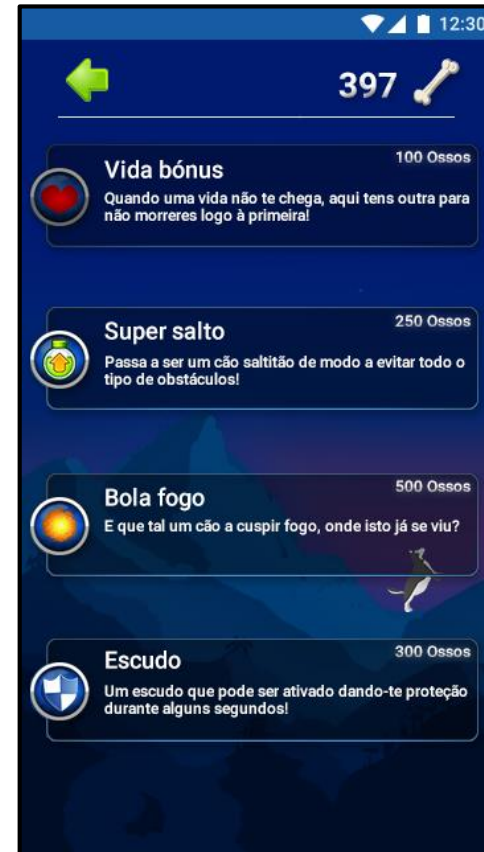 12:30
397
Vida bónus
100 Ossos
Quando uma vida não te chega, aqui tens outra para
não morreres logo à primeira!
Super salto
250 Ossos
Passa a ser um cão saltitão de modo a evitar todo o
tipo de obstáculos!
Bola fogo
500 Ossos
E que tal um cão a cuspir fogo, onde isto já se viu?
Escudo
300 Ossos
Um escudo que pode ser ativado dando-te proteção
durante alguns segundos!